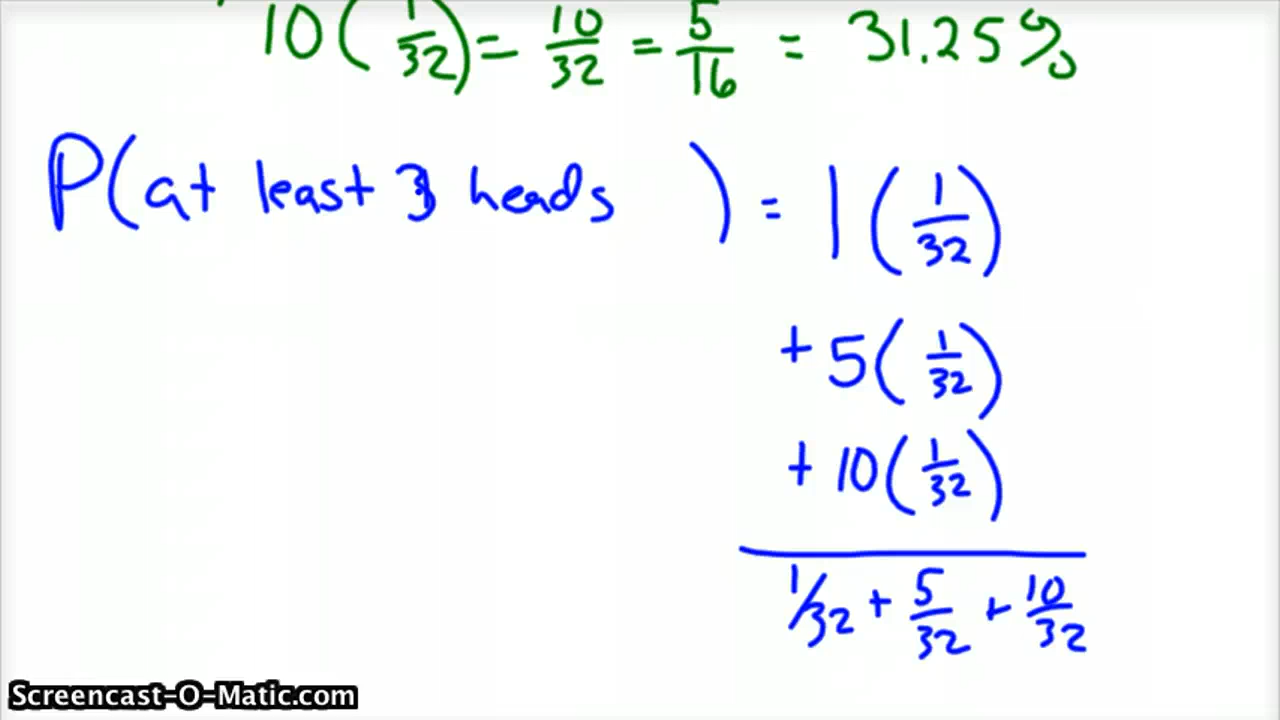 10(1/32) = 10/32 = 5/16 = 31.25%
P(at least 3 heads ) = 1(1/32)
+ 5(1/32)
+ 10(1/32)
1/32 + 5/32 + 10/32
Screencast-O-Matic.com